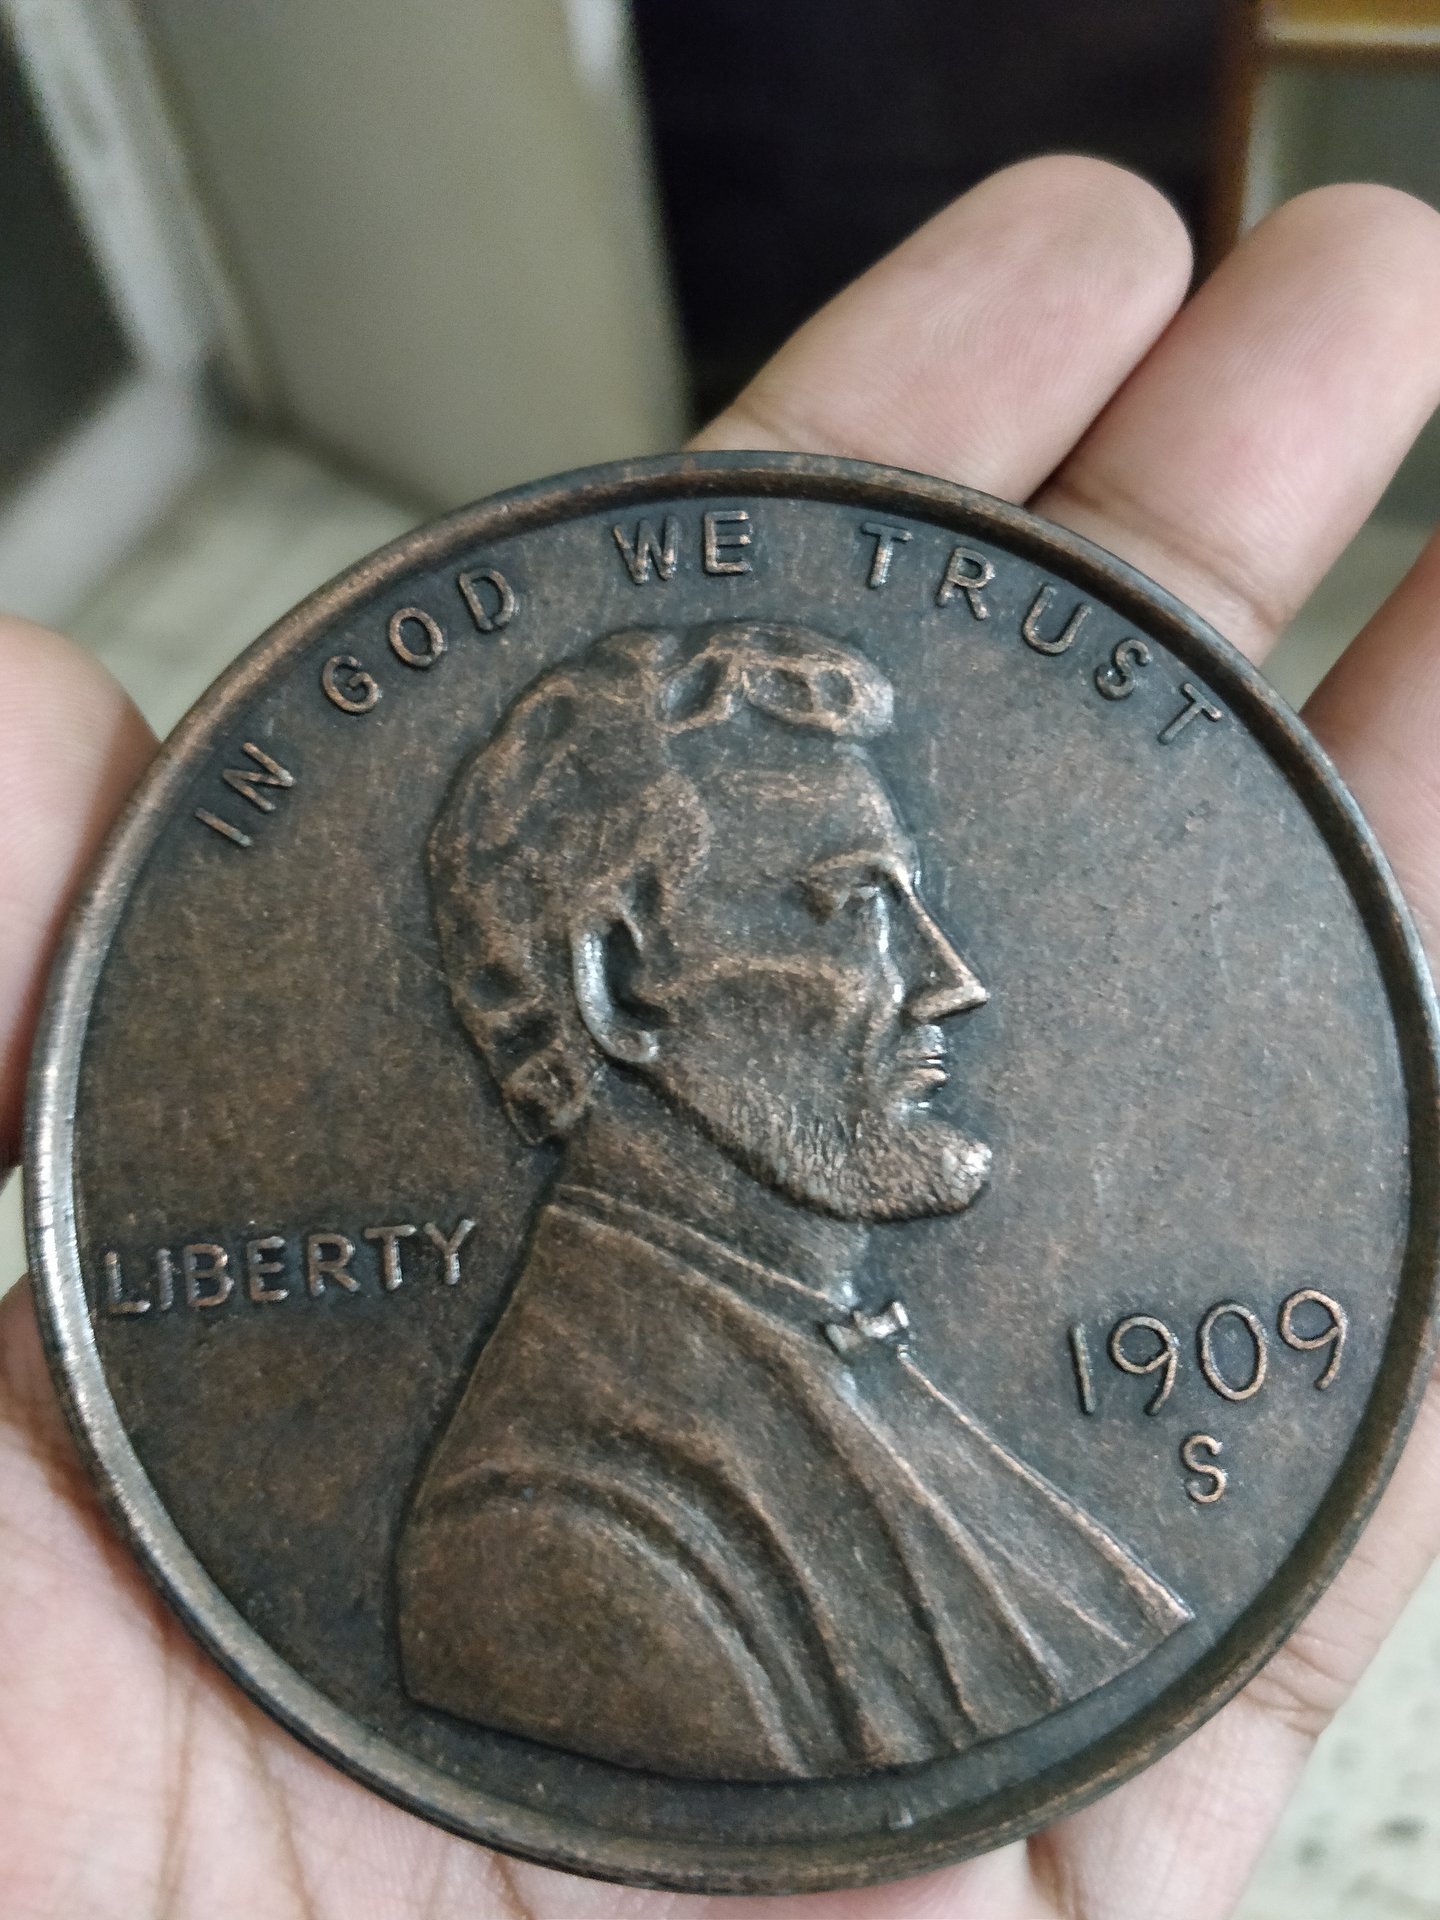 IN GOD WE TRUST
LIBERTY
1909
S